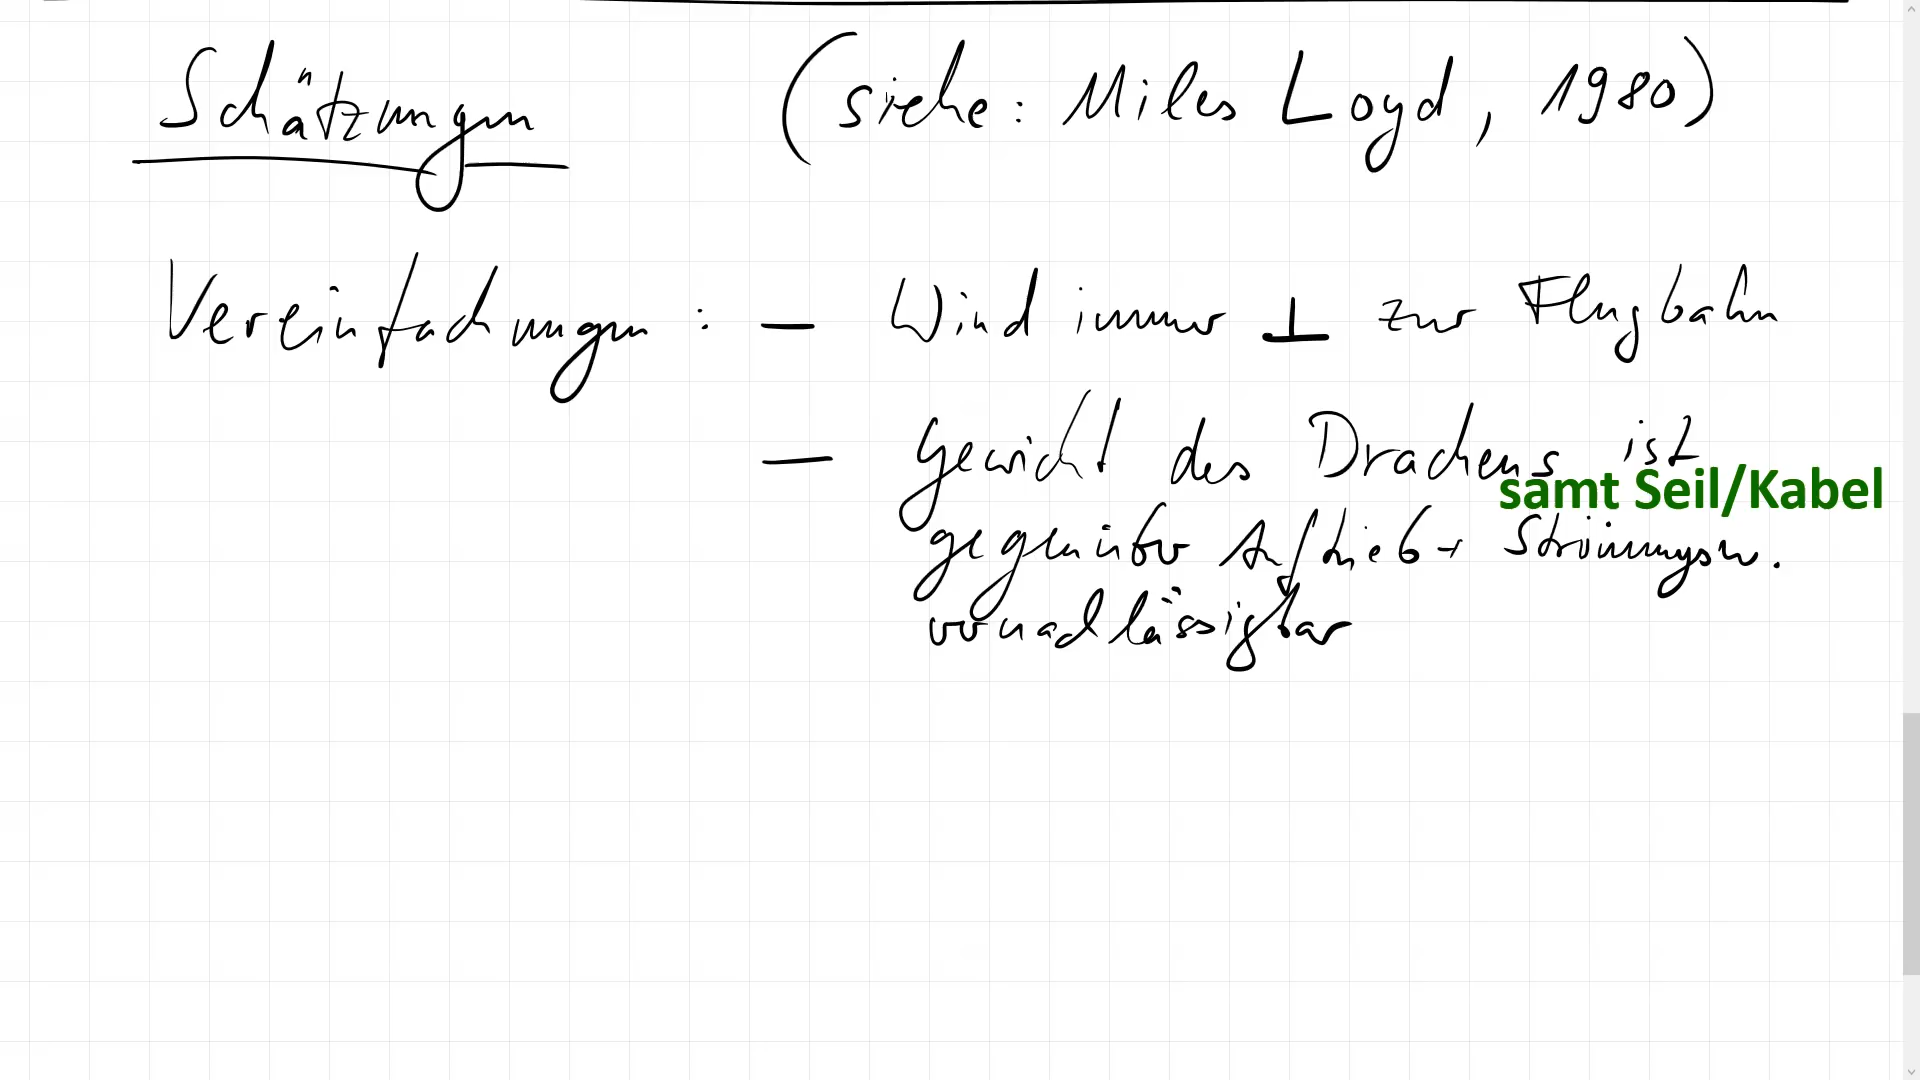 Schätzungen (siehe: Miles Loyd, 1980)
Vereinfachungen: – Wind immer ⊥ zur Flugbahn
– Gewicht des Drachens ist
samt Seil/Kabel
gegenüber Auftrieb + Strömungsw.
vernachlässigbar